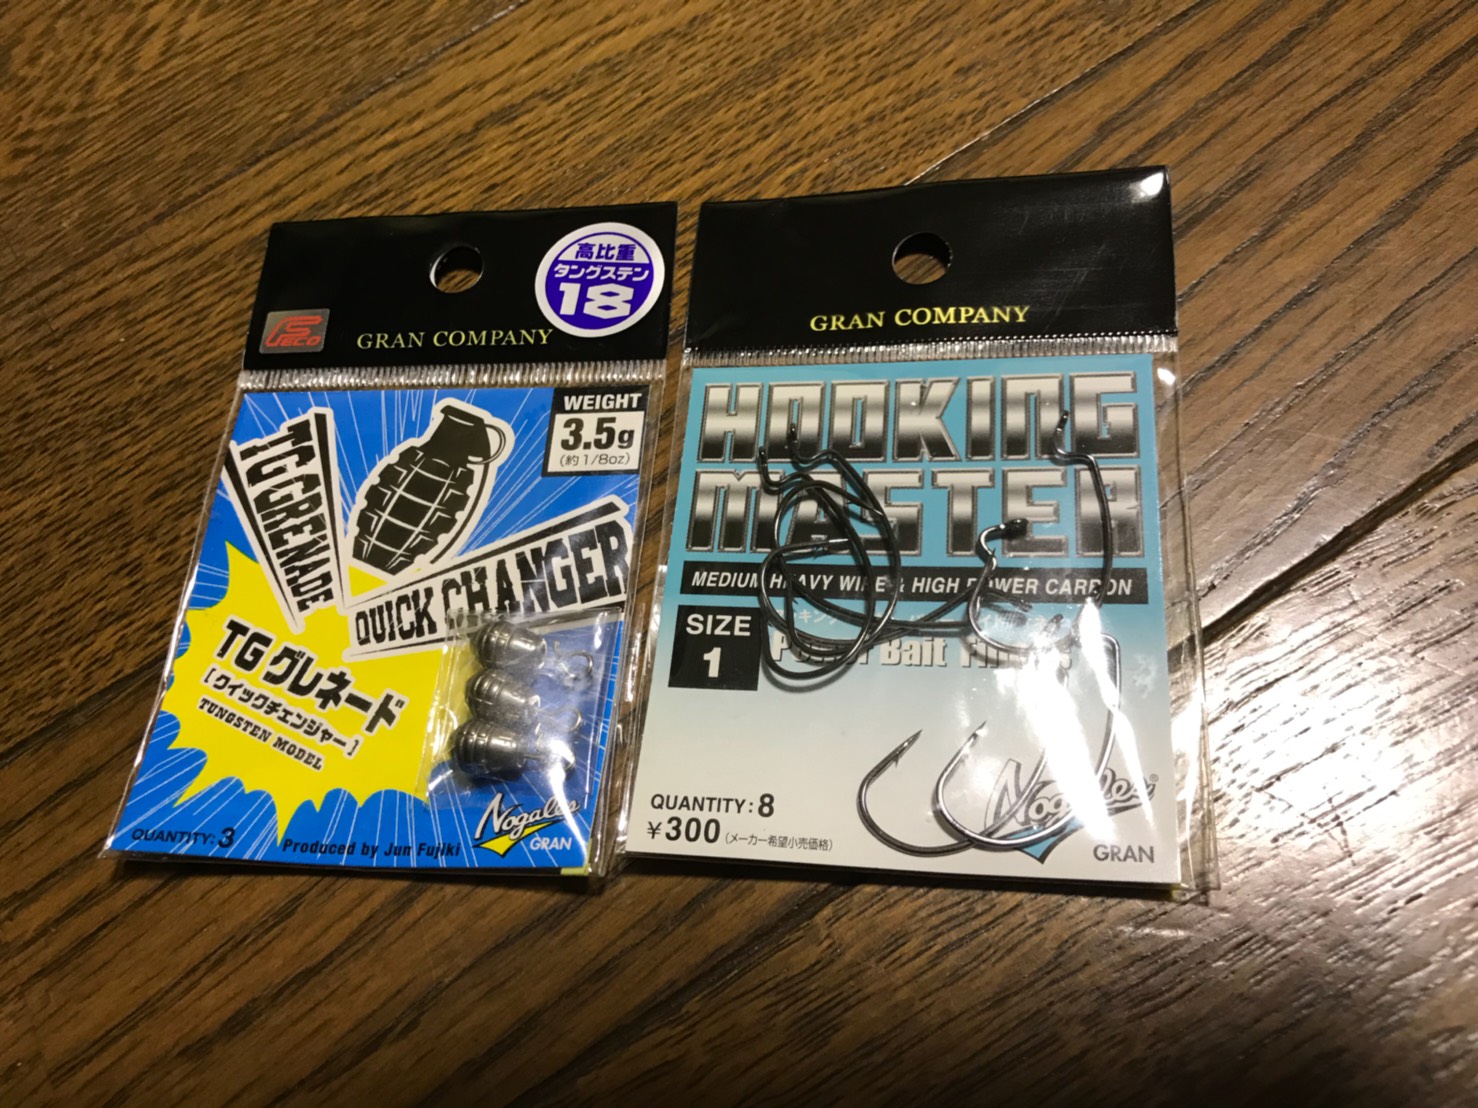 高比重
タングステン
18
FECO
GRAN COMPANY
WEIGHT
3.5g
(約1/8oz)
TG GRENADE
QUICK CHANGER
TG グレネード
[クイックチェンジャー]
TUNGSTEN MODEL
QUANTITY: 3
Produced by Jun Fujiki
Nogales
GRAN
GRAN COMPANY
HOOKING
MASTER
MEDIUM HEAVY WIRE & HIGH POWER CARBON
SIZE
1
Bait
QUANTITY: 8
¥300 (メーカー希望小売価格)
Nogales
GRAN